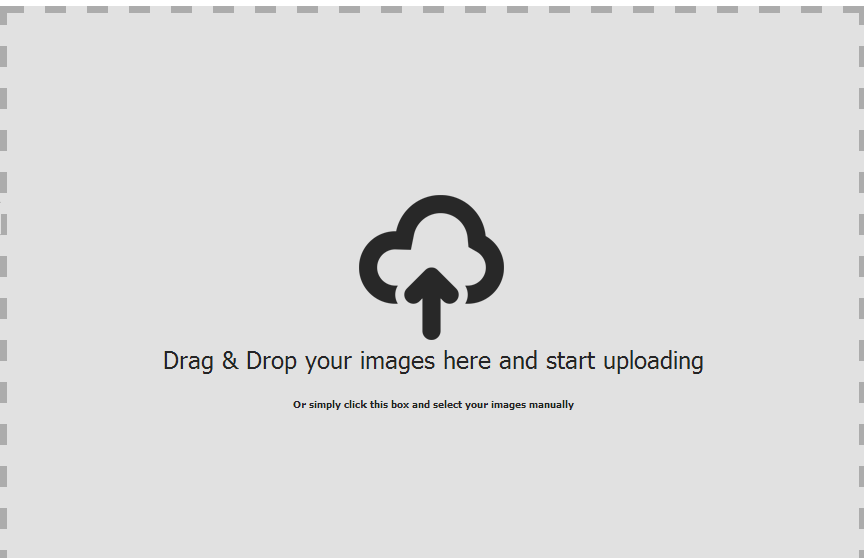 Drag & Drop your images here and start uploading
Or simply click this box and select your images manually